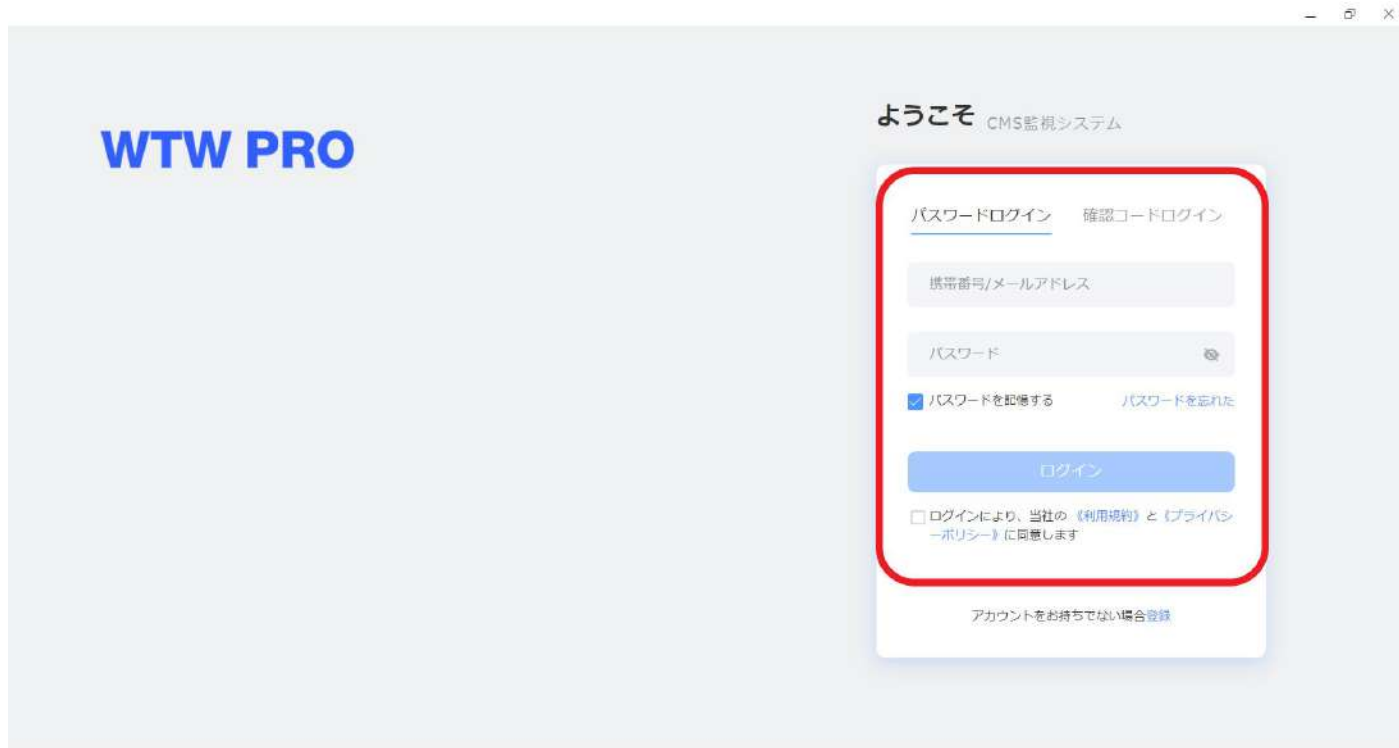 WTW PRO
ようこそ CMS監視システム
パスワードログイン 確認コードログイン
携帯番号/メールアドレス
パスワード
パスワードを記憶する パスワードを忘れた
ログイン
ログインにより、当社の《利用規約》と《プライバシ
ーポリシー》に同意します
アカウントをお持ちでない場合登録